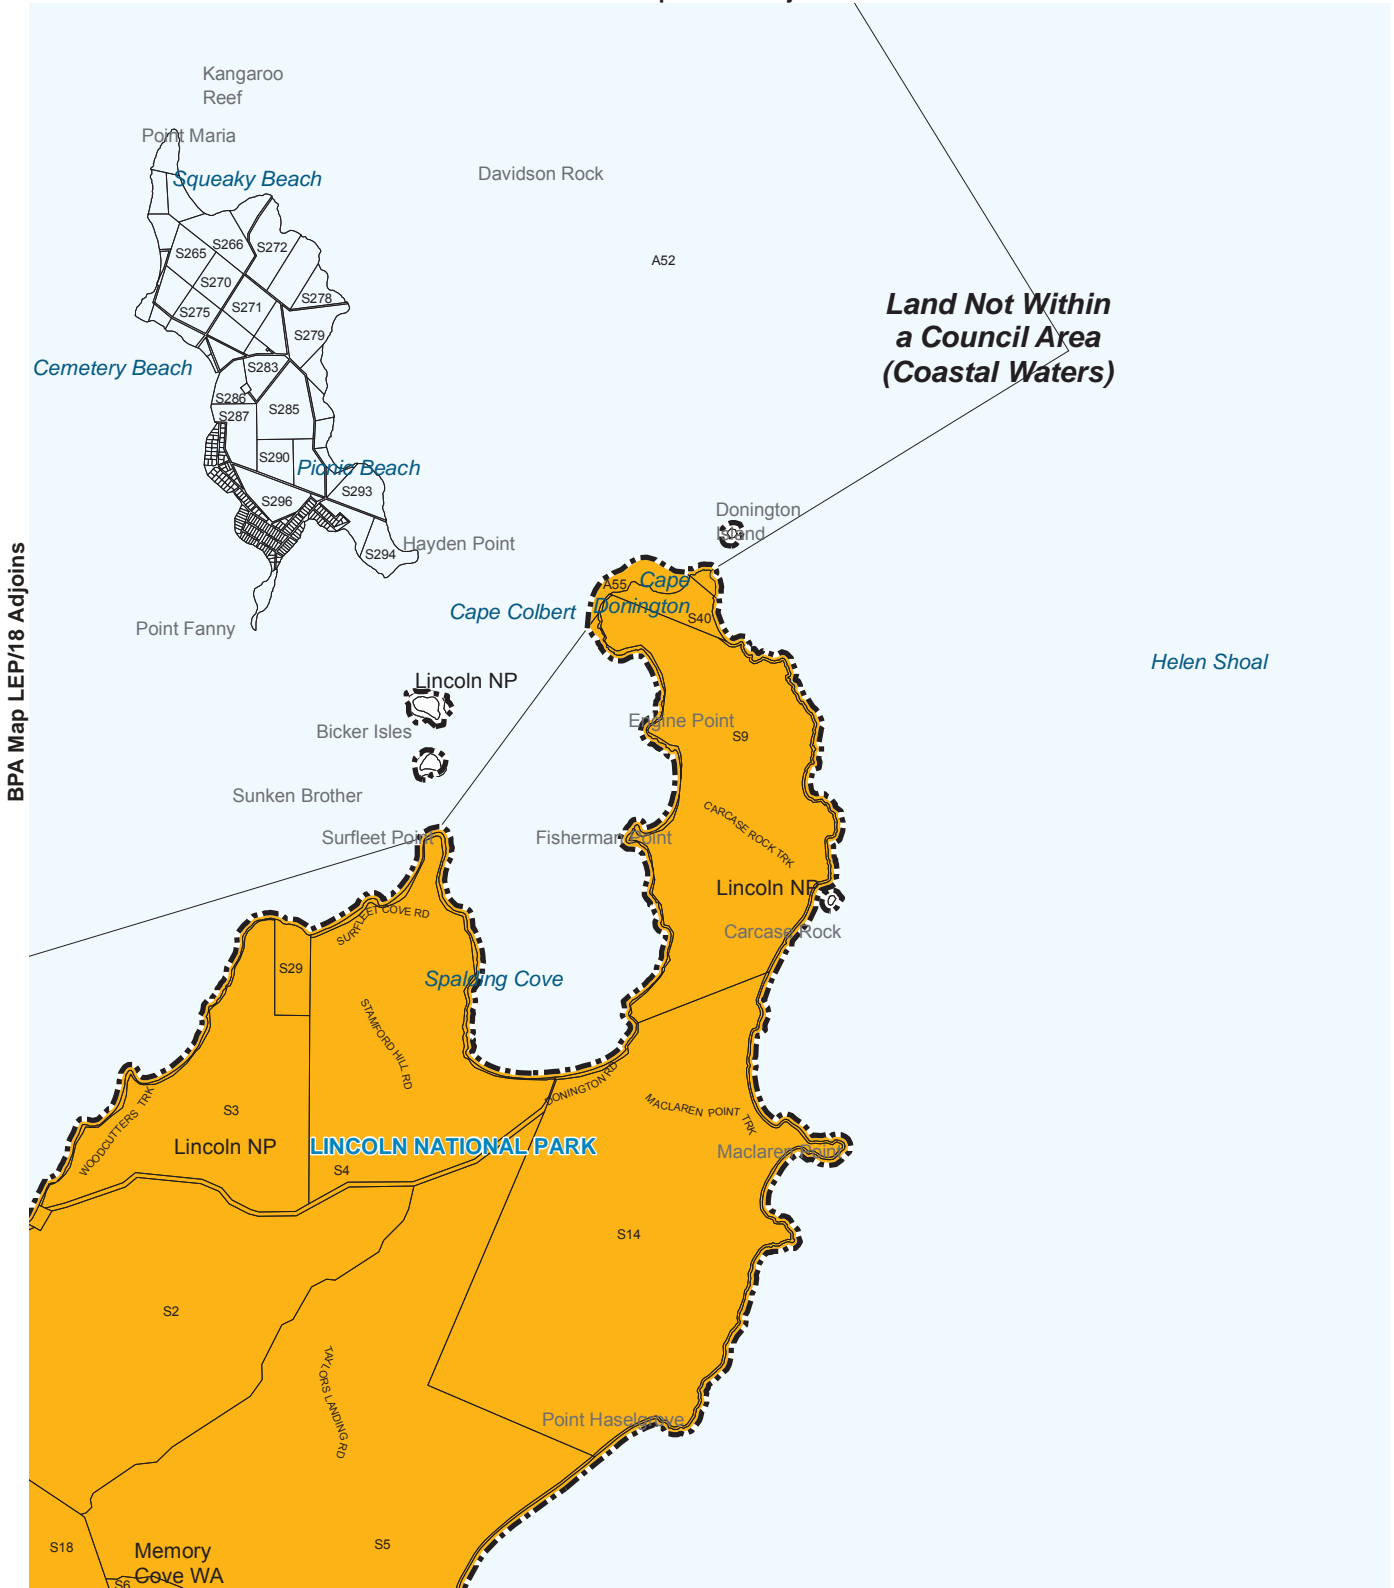 Kangaroo
Reef
Point Maria
Squeaky Beach
Davidson Rock
S266
S272
S265
A52
S270
S278
S271
S275
S279
Land Not Within
a Council Area
(Coastal Waters)
Cemetery Beach
S283
S286
S285
S287
S290
Picnic Beach
S293
S296
Donington
Island
Hayden Point
S294
BPA Map LEP/18 Adjoins
A55
Cape
Donington
Cape Colbert
S40
Point Fanny
Helen Shoal
Lincoln NP
Engine Point
Bicker Isles
S9
Sunken Brother
CARCASE ROCK TRK
Surfleet Point
Fisherman Point
Lincoln NP
SURFLEET COVE RD
Carcase Rock
S29
Spalding Cove
STAMFORD HILL RD
DONINGTON RD
WOODCUTTERS TRK
S3
MACLAREN POINT TRK
Lincoln NP
LINCOLN NATIONAL PARK
Maclaren Point
S4
S14
S2
TAYLORS LANDING RD
Point Haselgrove
S18
Memory
Cove WA
S5
S6